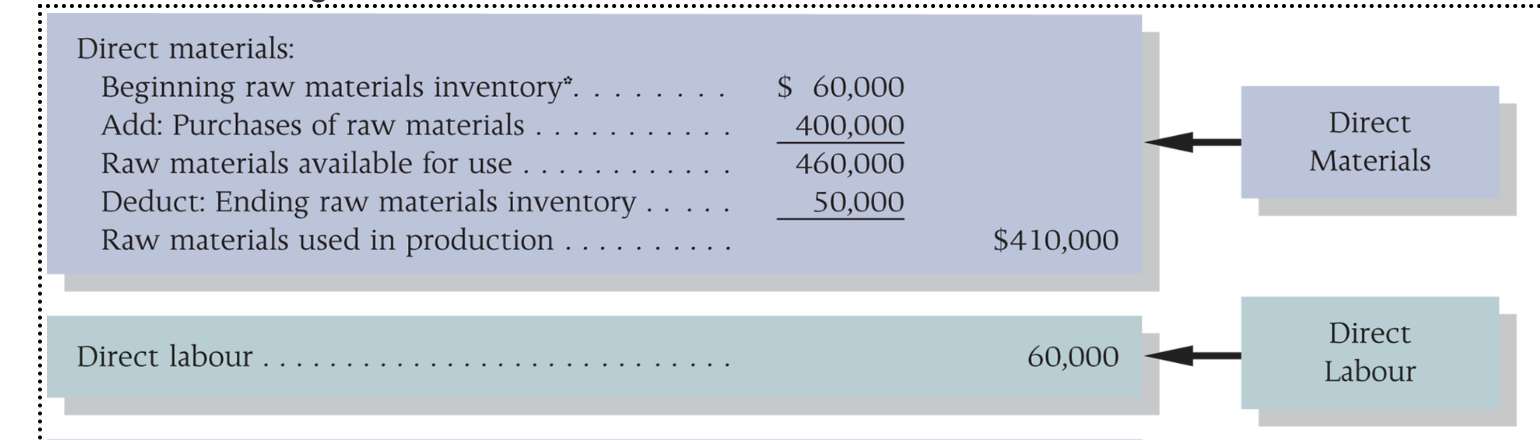 Direct materials:
Beginning raw materials inventory*. . . . . . . . $ 60,000
Add: Purchases of raw materials . . . . . . . . . . . 400,000
Raw materials available for use . . . . . . . . . . . . 460,000
Deduct: Ending raw materials inventory . . . . . 50,000
Raw materials used in production . . . . . . . . . . $410,000
Direct
Materials
Direct labour . . . . . . . . . . . . . . . . . . . . . . . . . . . 60,000
Direct
Labour